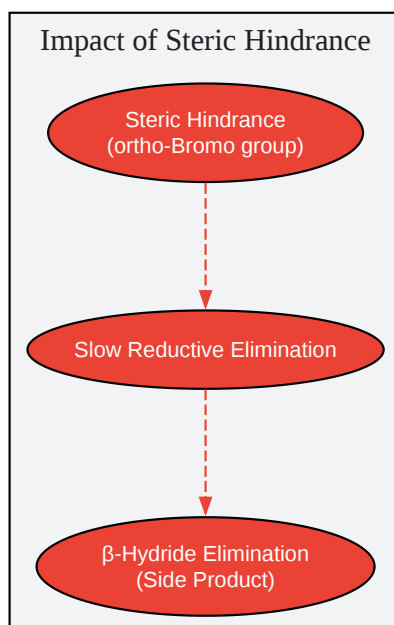 Impact of Steric Hindrance
Steric Hindrance
(ortho-Bromo group)
Slow Reductive Elimination
β-Hydride Elimination
(Side Product)